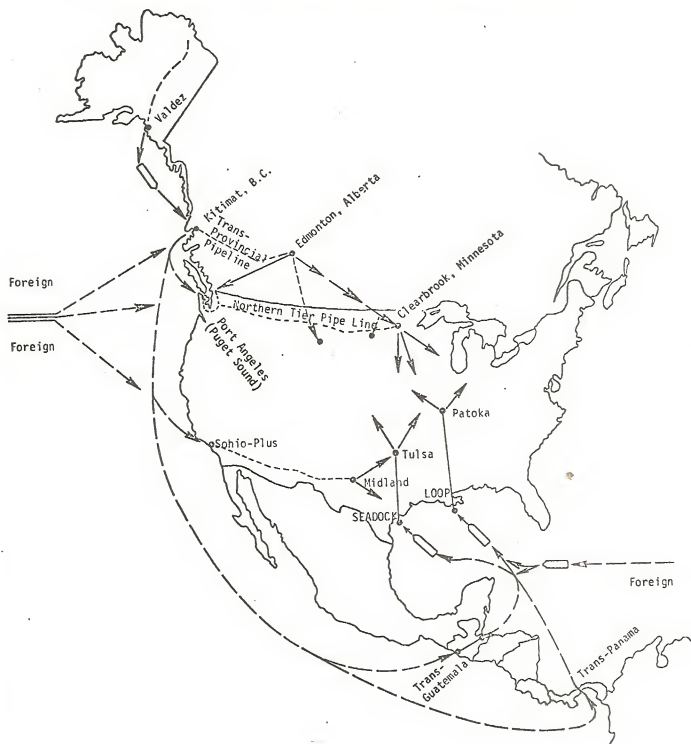 Valdez
Kitimat, B.C.
Trans-
Provincial
Pipeline
Edmonton, Alberta
Clearbrook, Minnesota
Foreign
Foreign
Northern Tier Pipe Line
Port Angeles
(Puget Sound)
Patoka
Sohio-Plus
Tulsa
Midland
LOOP
SEADOCK
Foreign
Trans-
Guatemala
Trans-Panama